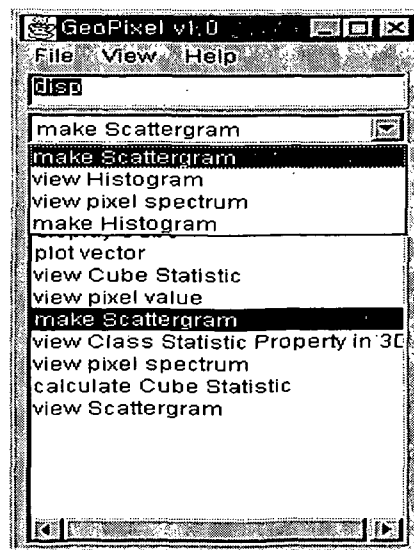 GeoPixel v1.0
File View Help
disp
make Scattergram
make Scattergram
view Histogram
view pixel spectrum
make Histogram
plot vector
view Cube Statistic
view pixel value
make Scattergram
view Class Statistic Property in 3D
view pixel spectrum
calculate Cube Statistic
view Scattergram